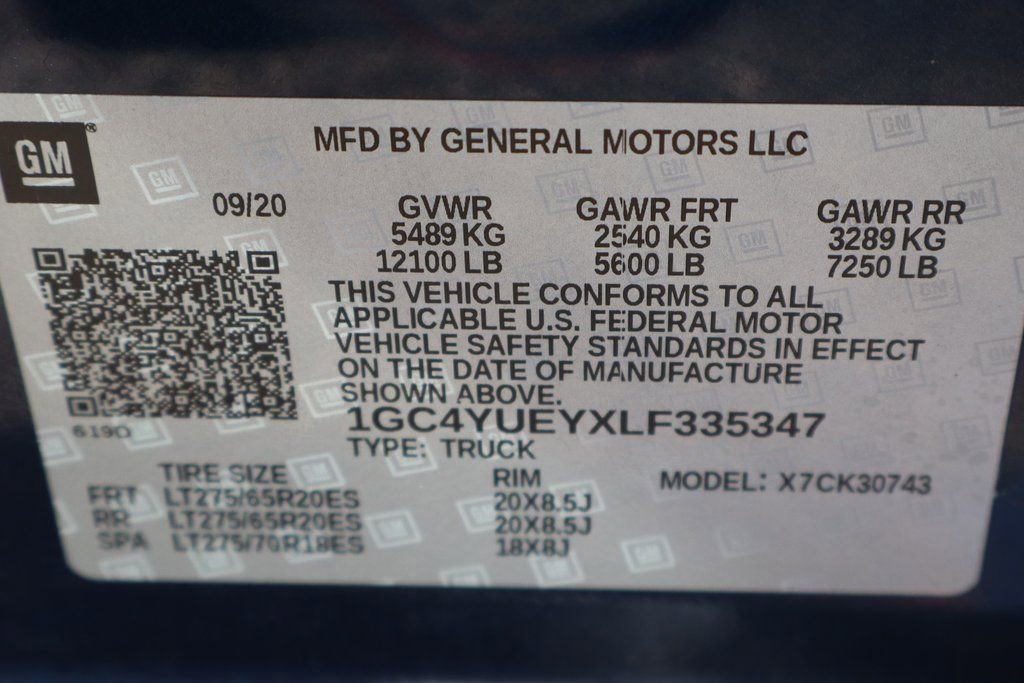 GM
MFD BY GENERAL MOTORS LLC
09/20
GVWR GAWR FRT GAWR RR
5489 KG 2540 KG 3289 KG
12100 LB 5600 LB 7250 LB
THIS VEHICLE CONFORMS TO ALL
APPLICABLE U.S. FEDERAL MOTOR
VEHICLE SAFETY STANDARDS IN EFFECT
ON THE DATE OF MANUFACTURE
SHOWN ABOVE.
1GC4YUEYXLF335347
619D
TYPE: TRUCK
TIRE SIZE RIM MODEL: X7CK30743
FRT LT275/65R20ES 20X8.5J
RR LT275/65R20ES 20X8.5J
SPA LT275/70R18ES 18X8J